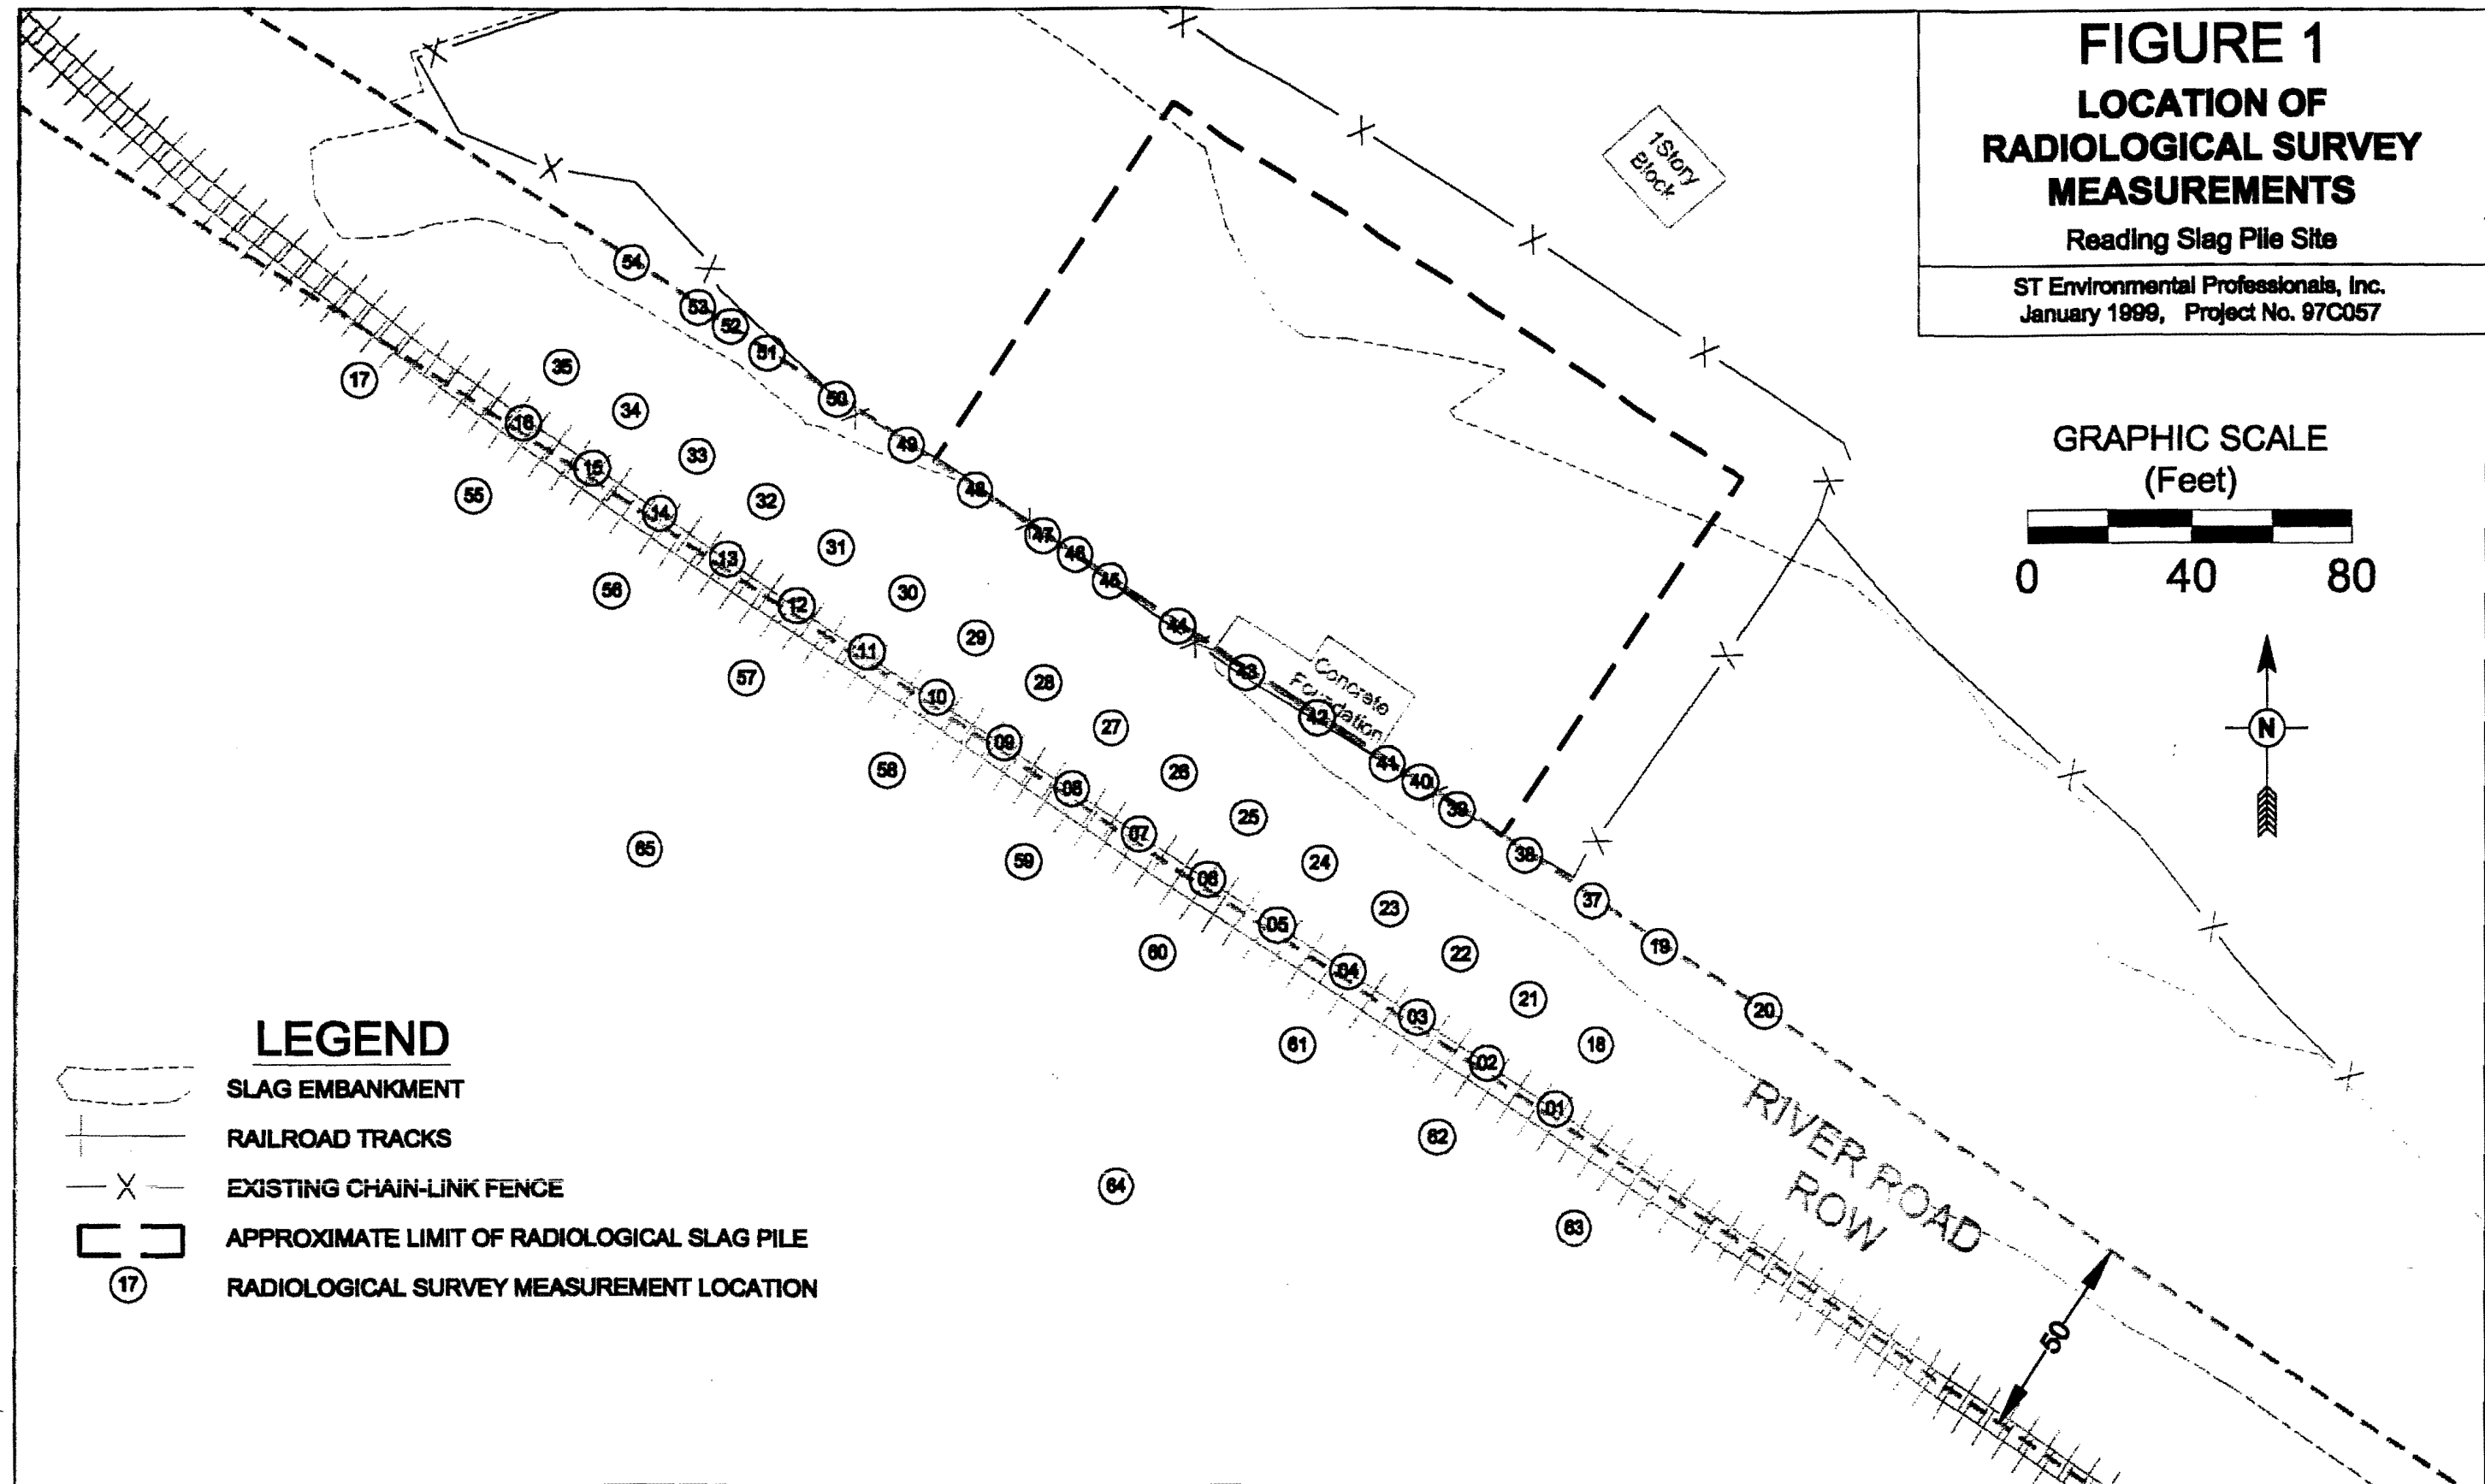 FIGURE 1
LOCATION OF
RADIOLOGICAL SURVEY
MEASUREMENTS
Reading Slag Pile Site
ST Environmental Professionals, Inc.
January 1999, Project No. 97C057
1 Story
Block
GRAPHIC SCALE
(Feet)
0 40 80
N
54
53
52
51
50
49
48
47
46
45
44
43
42
41
40
39
38
37
19
20
Concrete
Foundation
35
34
33
32
31
30
29
28
27
26
25
24
23
22
21
18
17
16
15
14
13
12
11
10
09
08
07
06
05
04
03
02
01
55
56
57
58
59
60
61
62
63
65
64
RIVER ROAD
ROW
50
LEGEND
SLAG EMBANKMENT
RAILROAD TRACKS
X EXISTING CHAIN-LINK FENCE
APPROXIMATE LIMIT OF RADIOLOGICAL SLAG PILE
17 RADIOLOGICAL SURVEY MEASUREMENT LOCATION